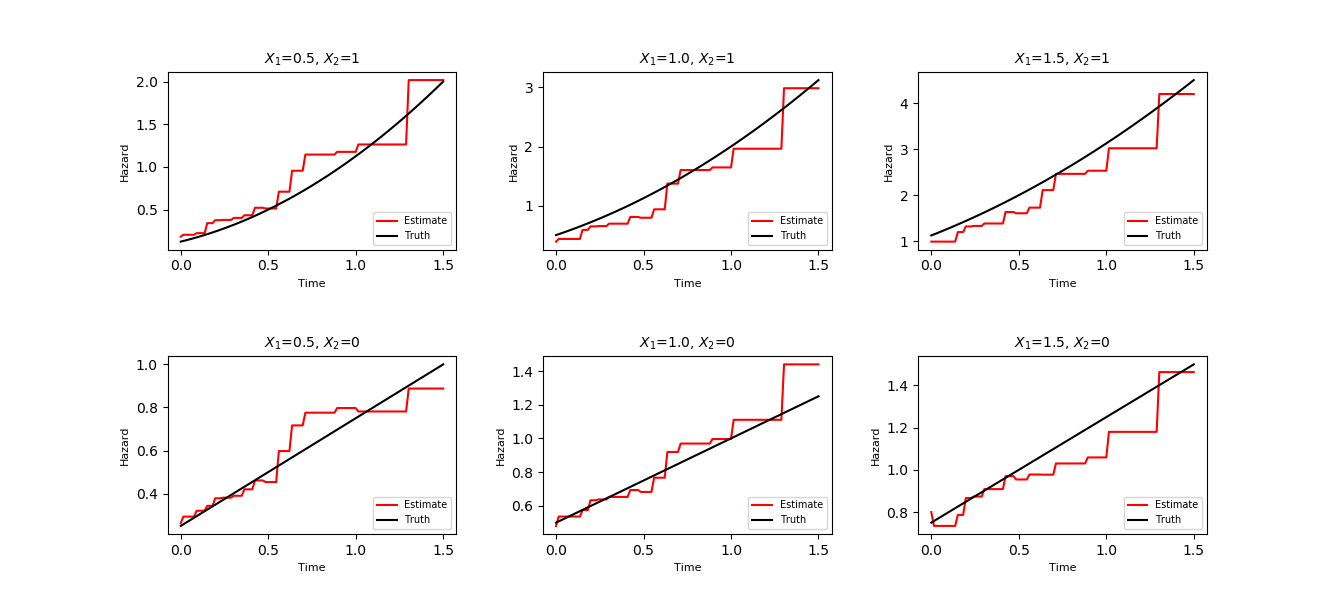 X₁=0.5, X₂=1
Hazard
2.0
1.5
1.0
0.5
0.0 0.5 1.0 1.5
Time
Estimate
Truth
X₁=1.0, X₂=1
Hazard
3
2
1
0.0 0.5 1.0 1.5
Time
Estimate
Truth
X₁=1.5, X₂=1
Hazard
4
3
2
1
0.0 0.5 1.0 1.5
Time
Estimate
Truth
X₁=0.5, X₂=0
Hazard
1.0
0.8
0.6
0.4
0.0 0.5 1.0 1.5
Time
Estimate
Truth
X₁=1.0, X₂=0
Hazard
1.4
1.2
1.0
0.8
0.6
0.0 0.5 1.0 1.5
Time
Estimate
Truth
X₁=1.5, X₂=0
Hazard
1.4
1.2
1.0
0.8
0.0 0.5 1.0 1.5
Time
Estimate
Truth